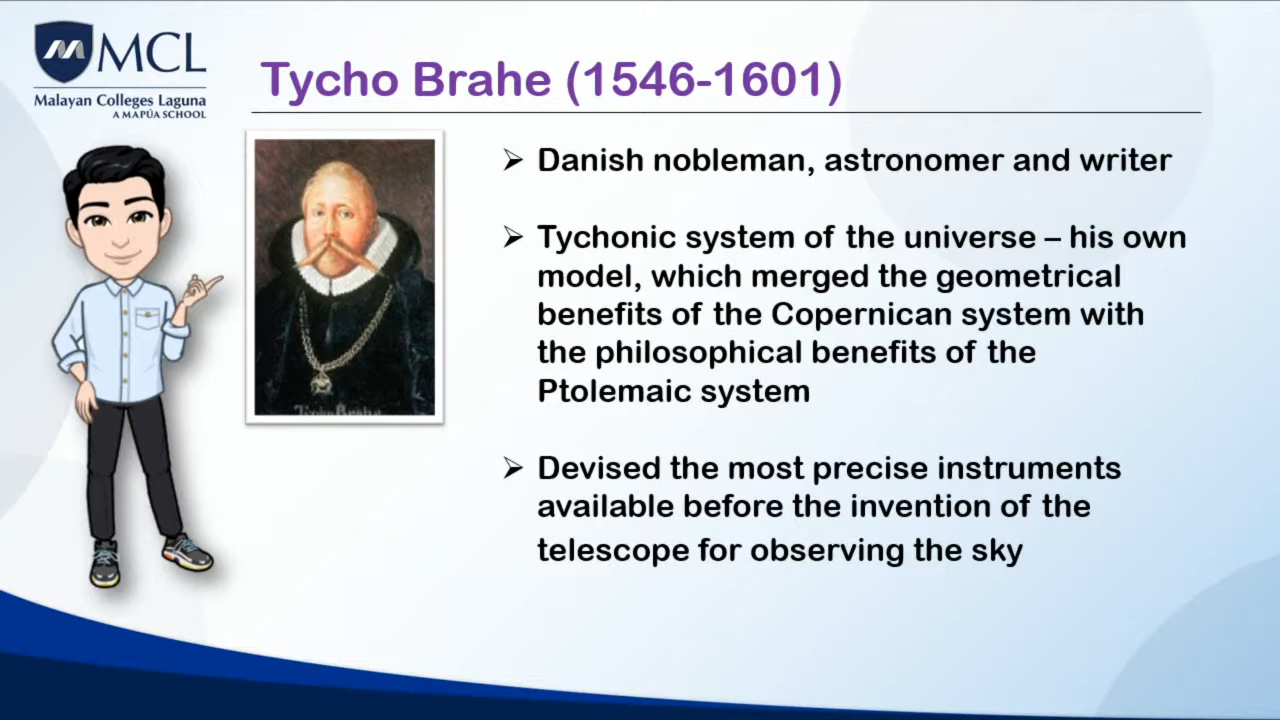 MCL
Malayan Colleges Laguna
A MAPÚA SCHOOL
Tycho Brahe (1546-1601)
➢ Danish nobleman, astronomer and writer
➢ Tychonic system of the universe – his own
model, which merged the geometrical
benefits of the Copernican system with
the philosophical benefits of the
Ptolemaic system
➢ Devised the most precise instruments
available before the invention of the
telescope for observing the sky
Tycho Brahe